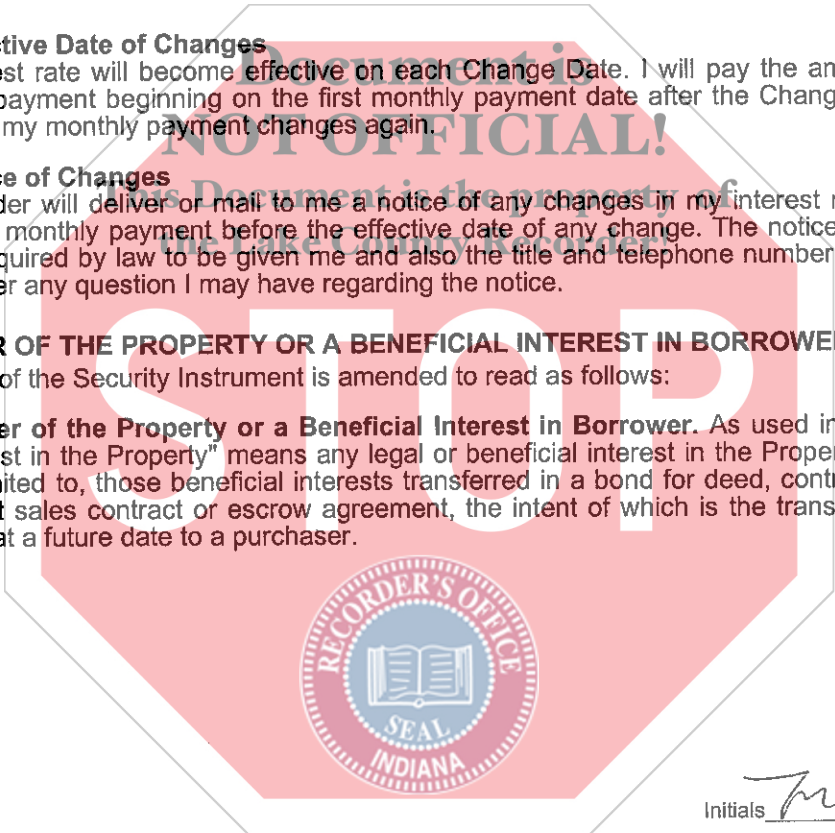 tive Date of Changes
est rate will become effective on each Change Date. I will pay the am
payment beginning on the first monthly payment date after the Chang
my monthly payment changes again.
e of Changes
der will deliver or mail to me a notice of any changes in my interest r
monthly payment before the effective date of any change. The notice
quired by law to be given me and also the title and telephone number
er any question I may have regarding the notice.
R OF THE PROPERTY OR A BENEFICIAL INTEREST IN BORROWE
of the Security Instrument is amended to read as follows:
er of the Property or a Beneficial Interest in Borrower. As used in
st in the Property" means any legal or beneficial interest in the Proper
ited to, those beneficial interests transferred in a bond for deed, contr
t sales contract or escrow agreement, the intent of which is the trans
at a future date to a purchaser.
Document is
NOT OFFICIAL!
This Document is the property of
the Lake County Recorder!
STOP
RECORDER'S OFFICE
SEAL
INDIANA
Initials